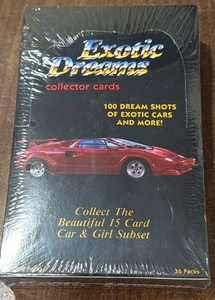 Exotic
Dreams
collector cards
100 DREAM SHOTS
OF EXOTIC CARS
AND MORE!
Collect The
Beautiful 15 Card
Car & Girl Subset
36 Packs